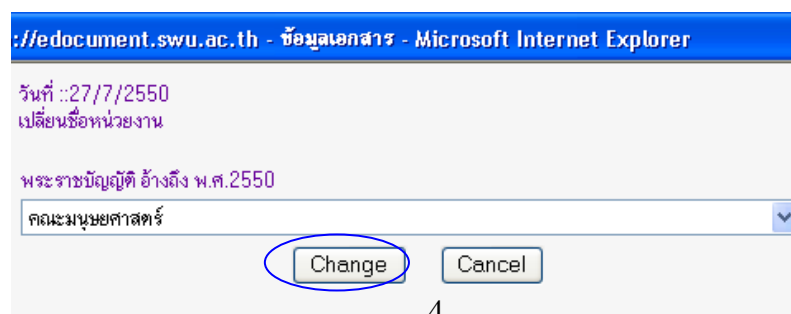 ://edocument.swu.ac.th - ข้อมูลเอกสาร - Microsoft Internet Explorer
วันที่ ::27/7/2550
เปลี่ยนชื่อหน่วยงาน
พระราชบัญญัติ อ้างถึง พ.ศ.2550
คณะมนุษยศาสตร์
Change Cancel
4